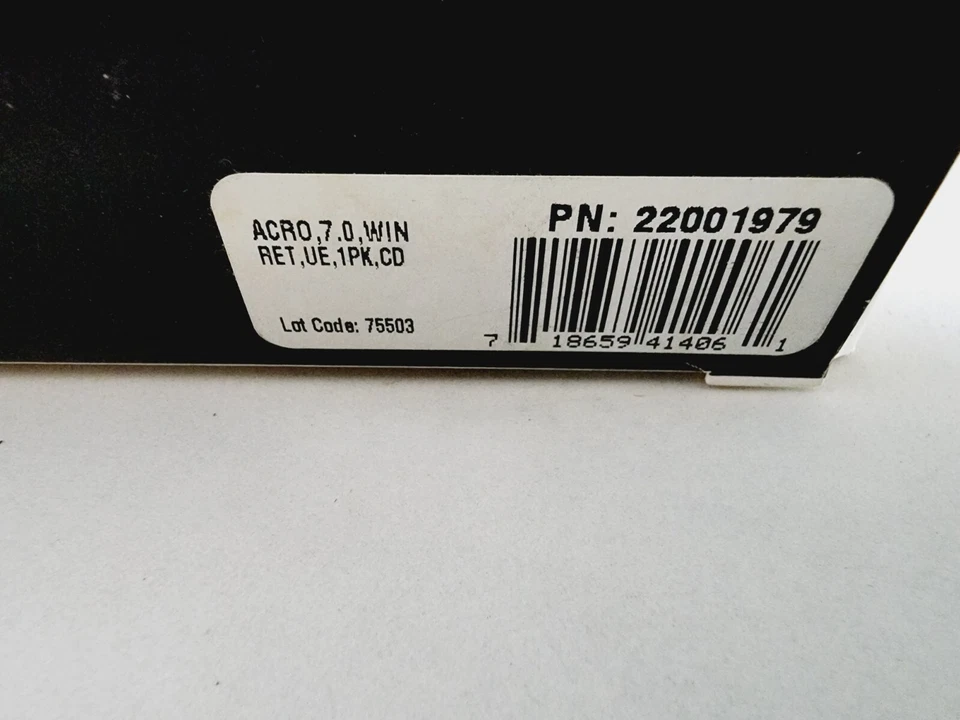 ACRO,7.0,WIN
RET,UE,1PK,CD
Lot Code: 75503
PN: 22001979
7 18659 41406 1